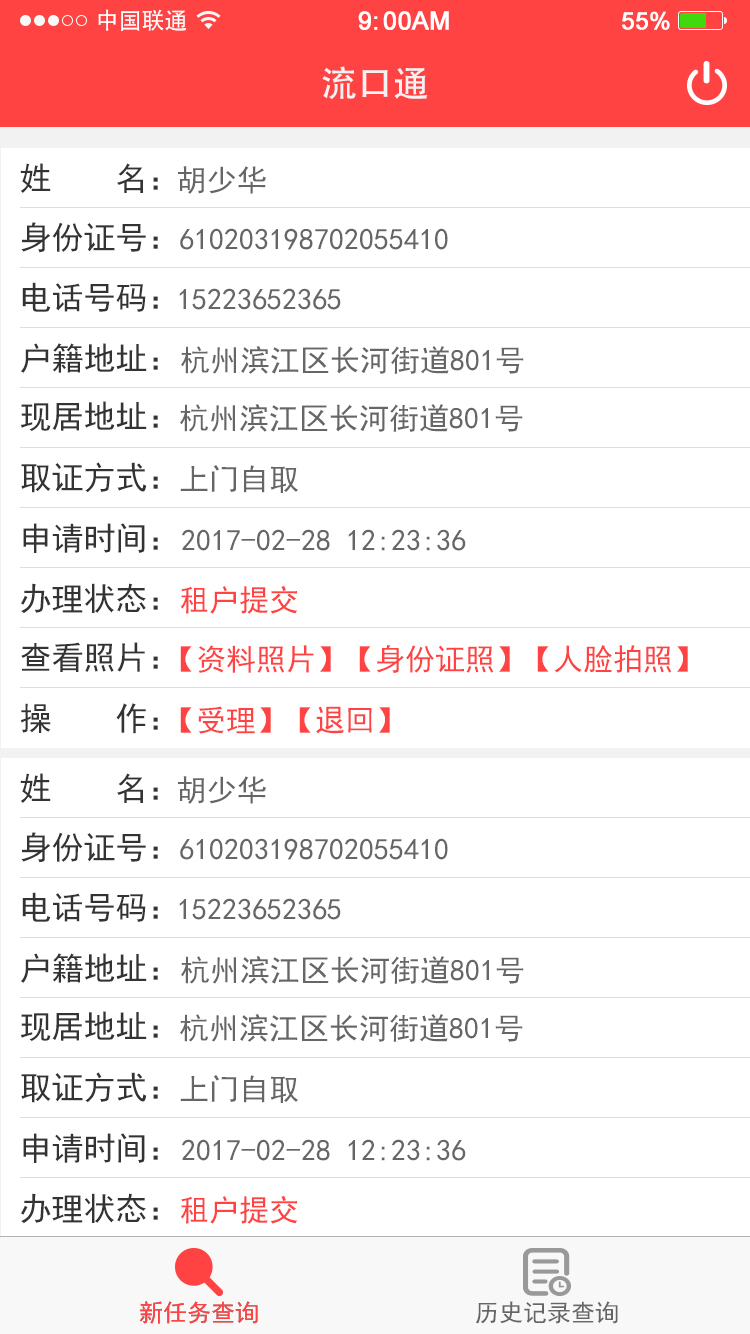 中国联通 9:00AM 55%
流口通
姓 名：胡少华
身份证号：610203198702055410
电话号码：15223652365
户籍地址：杭州滨江区长河街道801号
现居地址：杭州滨江区长河街道801号
取证方式：上门自取
申请时间：2017-02-28 12:23:36
办理状态：租户提交
查看照片：【资料照片】【身份证照】【人脸拍照】
操 作：【受理】【退回】
姓 名：胡少华
身份证号：610203198702055410
电话号码：15223652365
户籍地址：杭州滨江区长河街道801号
现居地址：杭州滨江区长河街道801号
取证方式：上门自取
申请时间：2017-02-28 12:23:36
办理状态：租户提交
新任务查询 历史记录查询